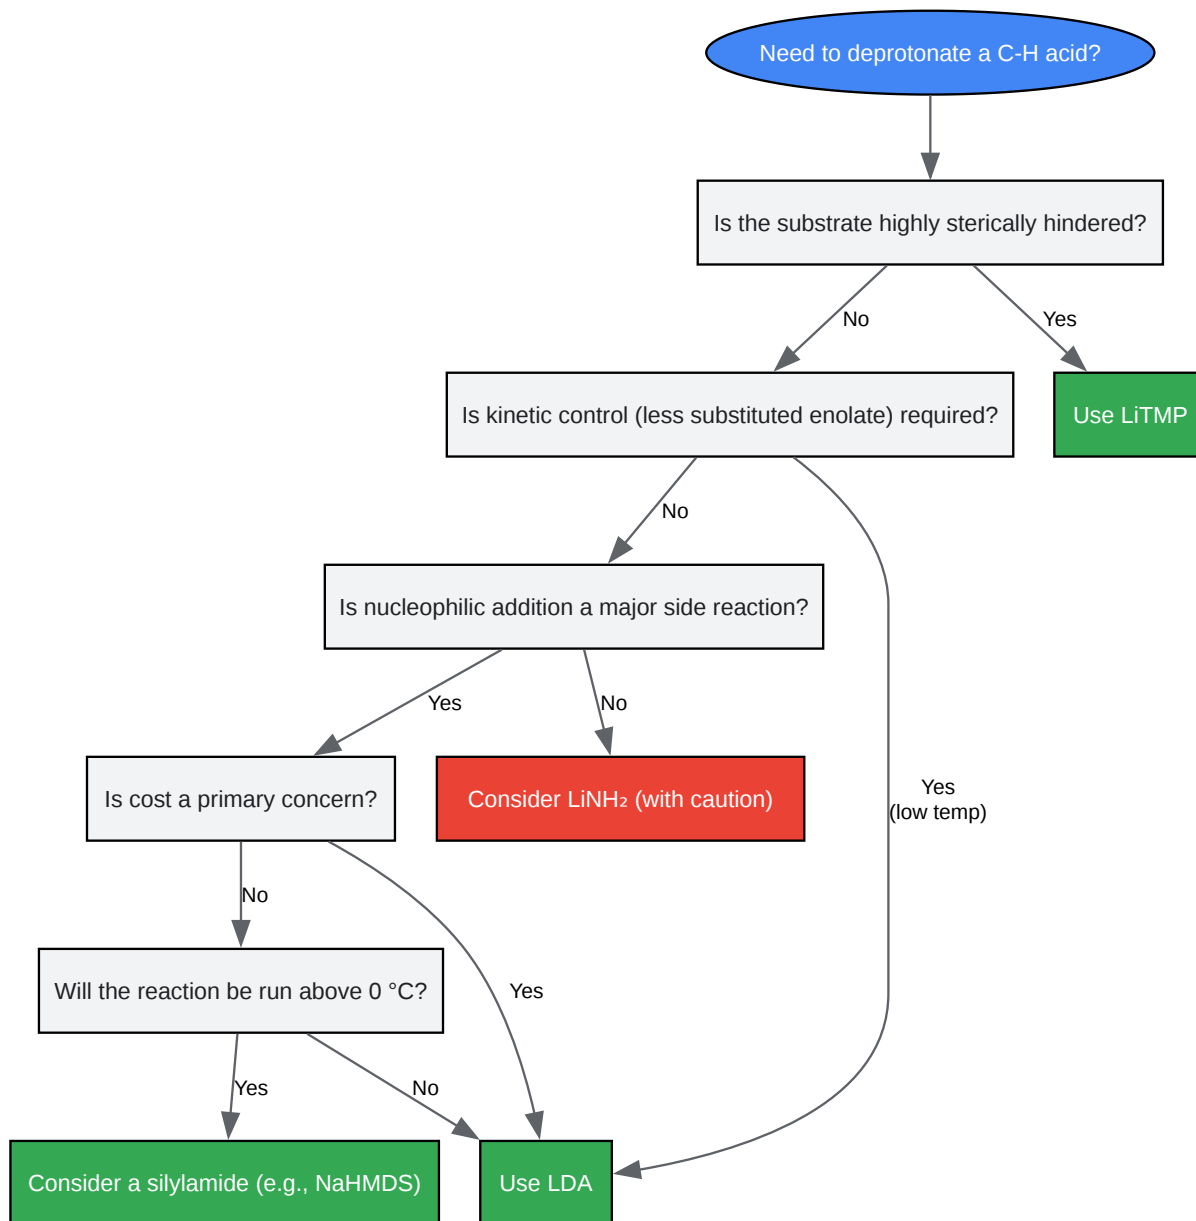 Need to deprotonate a C-H acid?
Is the substrate highly sterically hindered?
No
Yes
Is kinetic control (less substituted enolate) required?
Use LiTMP
No
Is nucleophilic addition a major side reaction?
Yes
No
Is cost a primary concern?
Consider LiNH₂ (with caution)
Yes
(low temp)
No
Will the reaction be run above 0 °C?
Yes
Yes
No
Consider a silylamide (e.g., NaHMDS)
Use LDA